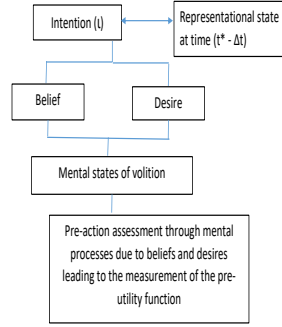 Intention (ɩ)
Representational state
at time (t* - Δt)
Belief
Desire
Mental states of volition
Pre-action assessment through mental
processes due to beliefs and desires
leading to the measurement of the pre-
utility function